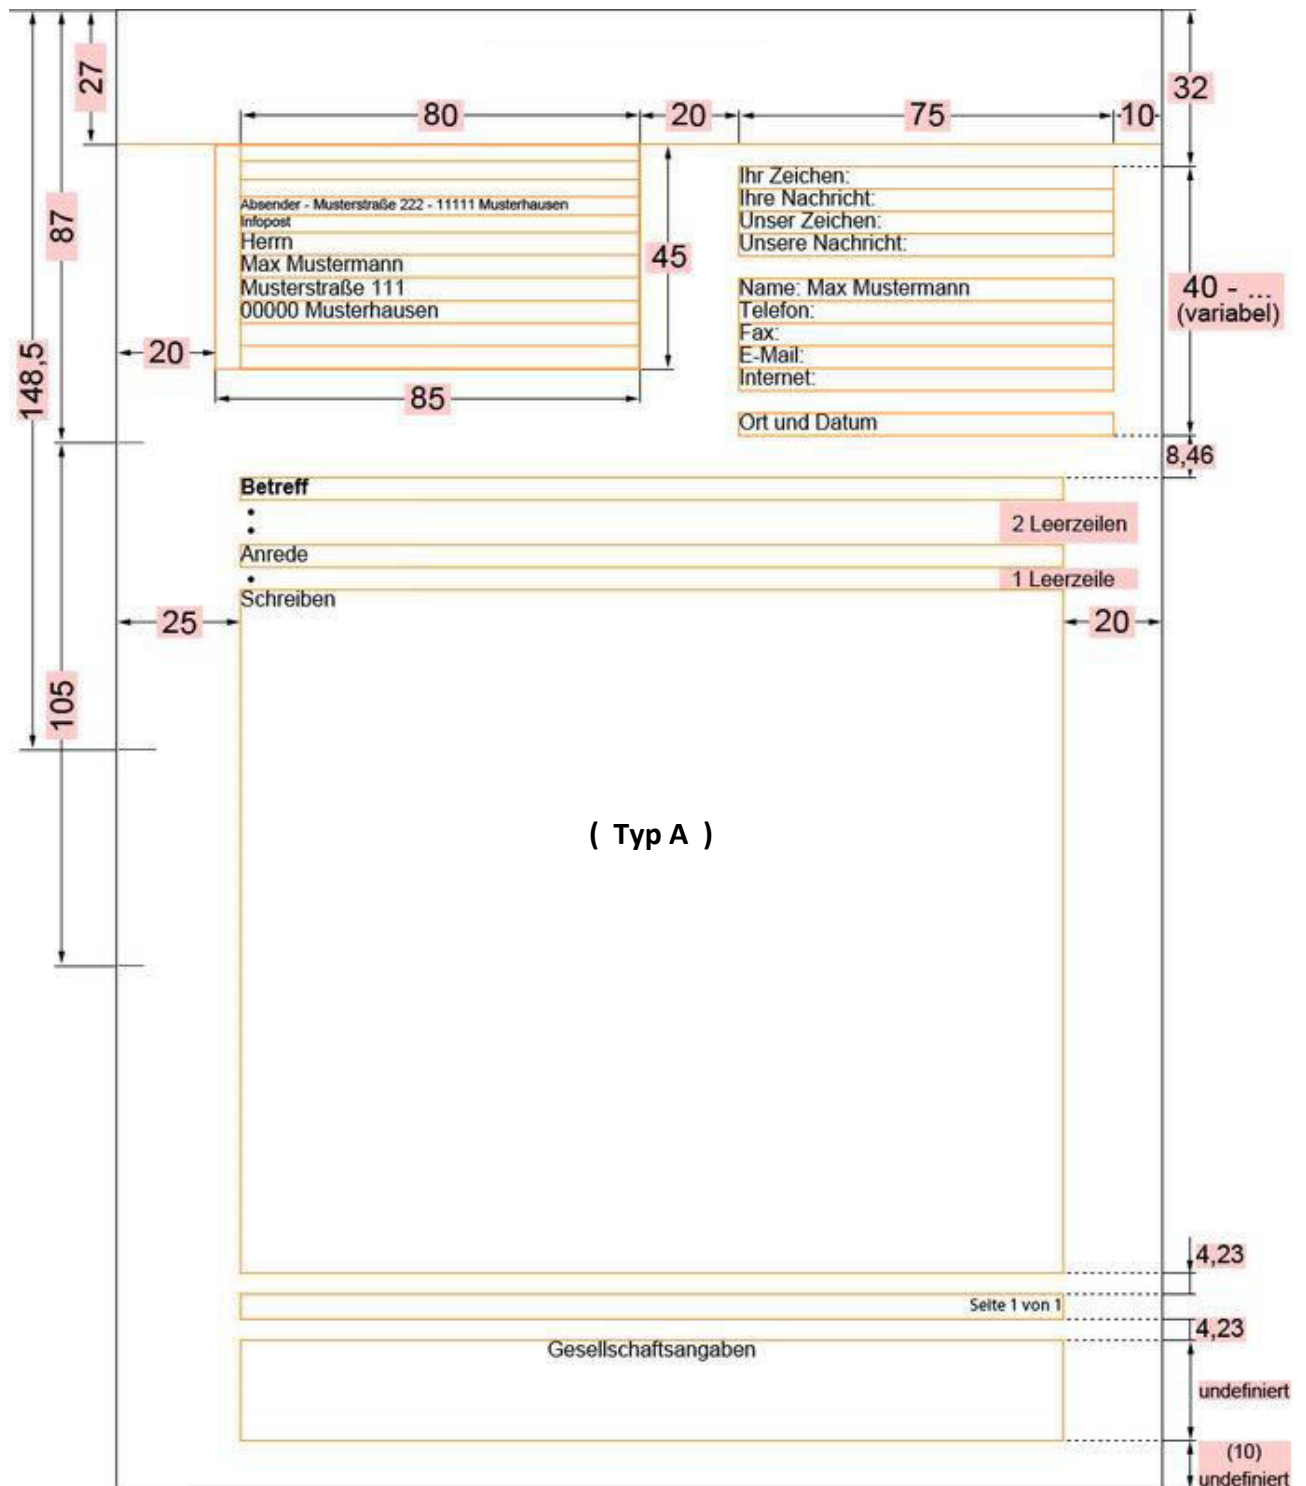 27
80
20
75
10
32
Absender - Musterstraße 222 - 11111 Musterhausen
Infopost
Herrn
Max Mustermann
Musterstraße 111
00000 Musterhausen
87
45
Ihr Zeichen:
Ihre Nachricht:
Unser Zeichen:
Unsere Nachricht:
Name: Max Mustermann
Telefon:
Fax:
E-Mail:
Internet:
Ort und Datum
40 - ...
(variabel)
148,5
20
85
8,46
Betreff
2 Leerzeilen
Anrede
1 Leerzeile
Schreiben
25
20
105
( Typ A )
4,23
Seite 1 von 1
4,23
Gesellschaftsangaben
undefiniert
(10)
undefiniert